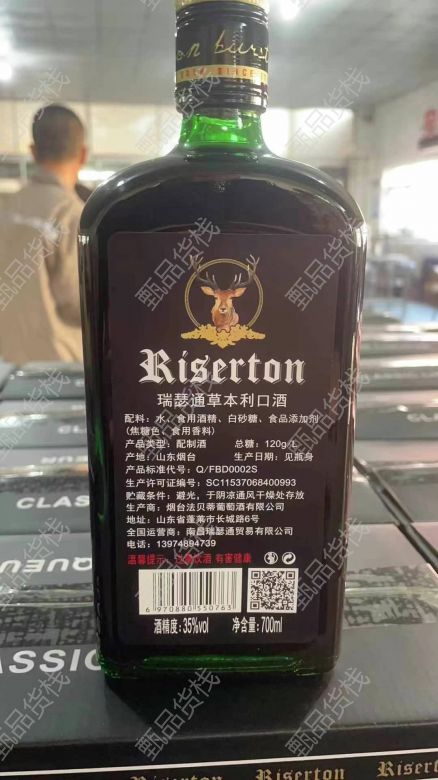 Riserton
瑞瑟通草本利口酒
配料：水、食用酒精、白砂糖、食品添加剂
(焦糖色、食用香料)
产品类型：配制酒 总糖：120g/L
产地：山东烟台 生产日期：见瓶身
产品标准代号：Q/FBD0002S
生产许可证编号：SC11537068400993
贮藏条件：避光，于阴凉通风干燥处存放
生产商：烟台法贝蒂葡萄酒有限公司
地址：山东省蓬莱市长城路6号
全国运营商：南昌瑞瑟通贸易有限公司
电话：13974894739
温馨提示：过量饮酒 有害健康
6 970880 550763
酒精度：35%vol 净含量：700ml
CLASSIC
Riserton
甄品货栈